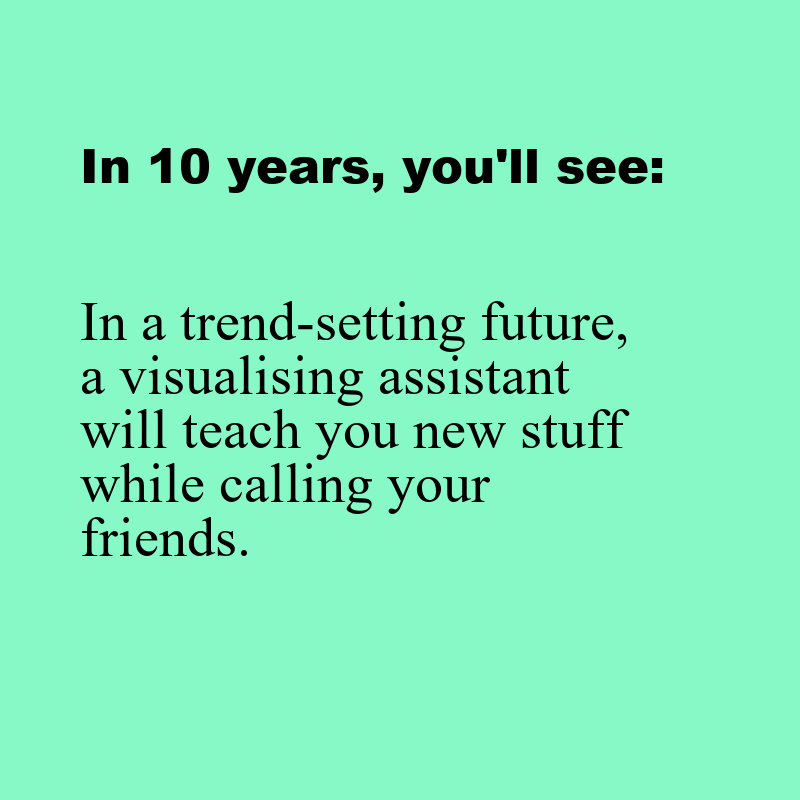 In 10 years, you'll see:
In a trend-setting future,
a visualising assistant
will teach you new stuff
while calling your
friends.